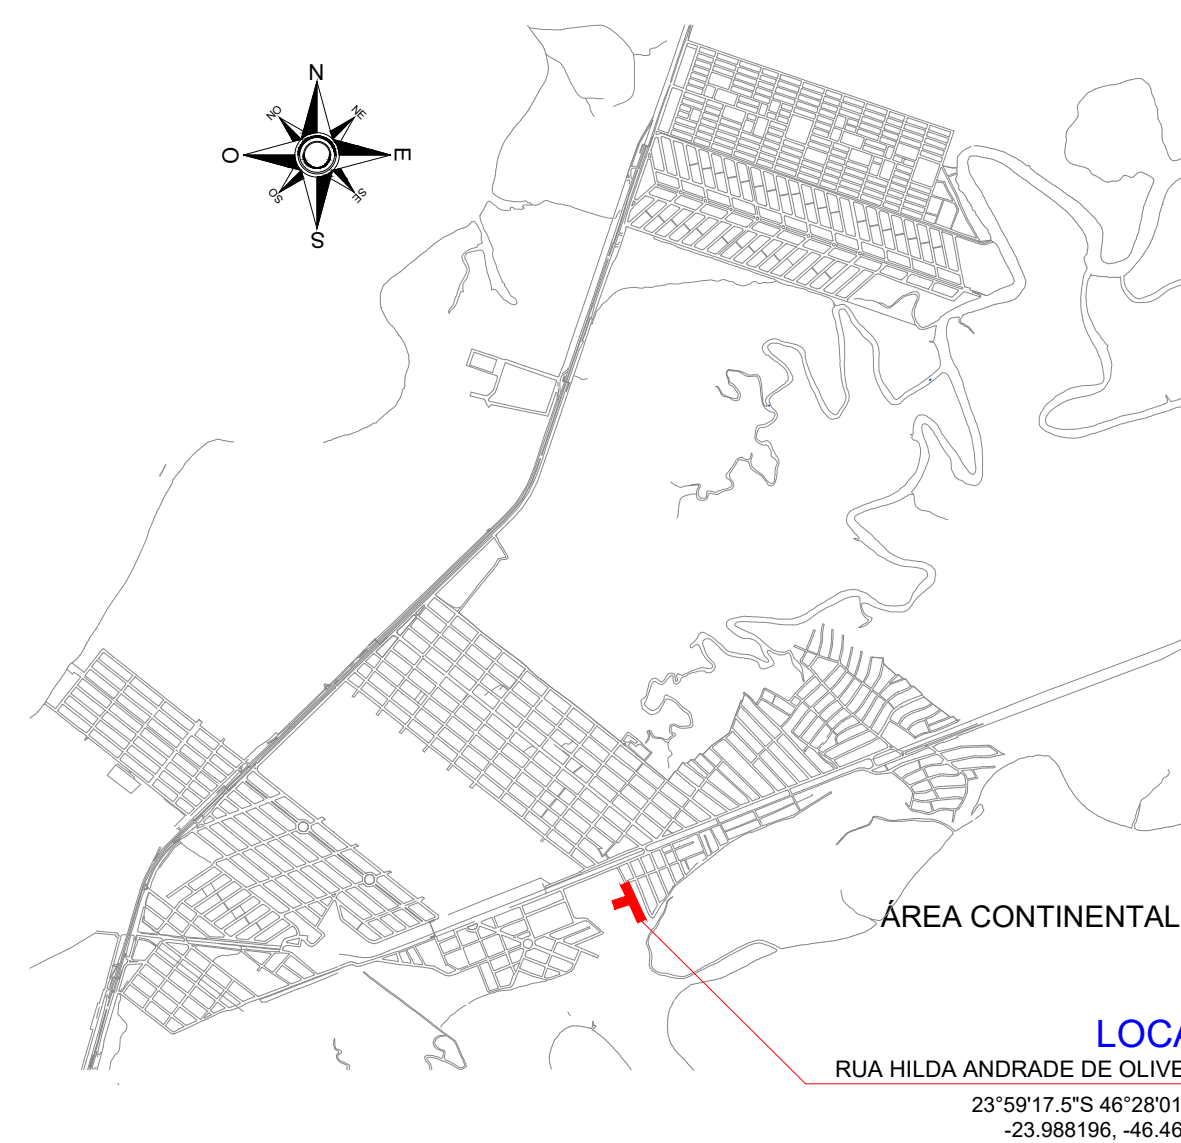 N
NO
NE
O
E
SO
SE
S
ÁREA CONTINENTAL
LOCA
RUA HILDA ANDRADE DE OLIVE
23°59'17.5"S 46°28'01
-23.988196, -46.46